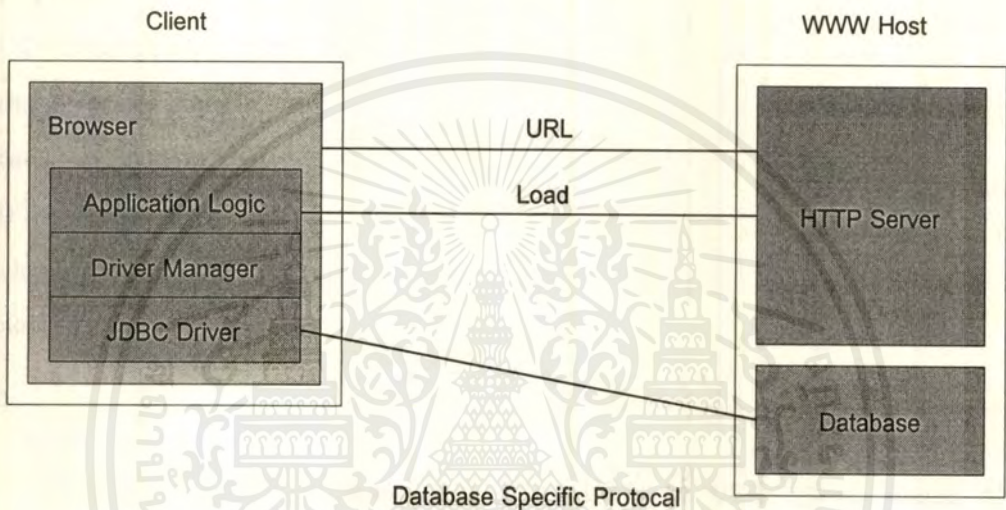 Client
WWW Host
Browser
URL
Application Logic
Load
HTTP Server
Driver Manager
JDBC Driver
Database
Database Specific Protocal